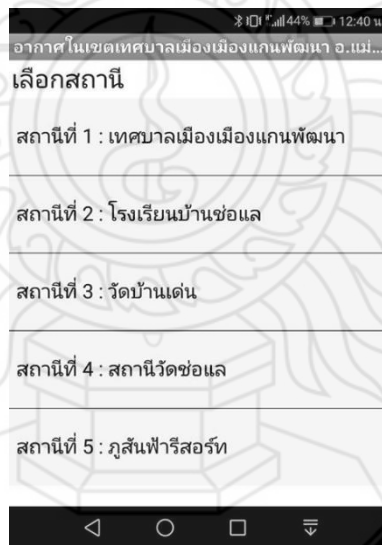 44% 12:40 น
อากาศในเขตเทศบาลเมืองเมืองแกนพัฒนา อ.แม่...
เลือกสถานี
สถานีที่ 1 : เทศบาลเมืองเมืองแกนพัฒนา
สถานีที่ 2 : โรงเรียนบ้านช่อแล
สถานีที่ 3 : วัดบ้านเด่น
สถานีที่ 4 : สถานีวัดช่อแล
สถานีที่ 5 : ภูสันฟ้ารีสอร์ท